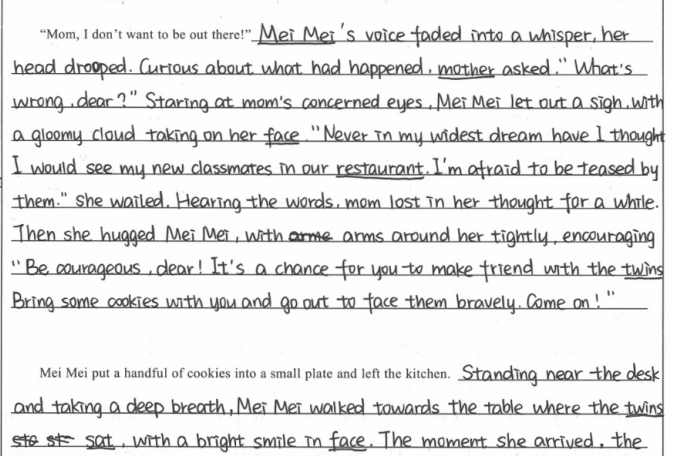 "Mom, I don't want to be out there!" Mei Mei's voice faded into a whisper, her
head drooped. Curious about what had happened, mother asked." What's
wrong, dear?" Staring at mom's concerned eyes, Mei Mei let out a sigh, with
a gloomy cloud taking on her face. "Never in my widest dream have I thought
I would see my new classmates in our restaurant. I'm afraid to be teased by
them." She wailed. Hearing the words, mom lost in her thought for a while.
Then she hugged Mei Mei, with arme arms around her tightly, encouraging
"Be courageous, dear! It's a chance for you to make friend with the twins
Bring some cookies with you and go out to face them bravely. Come on!"
Mei Mei put a handful of cookies into a small plate and left the kitchen. Standing near the desk
and taking a deep breath, Mei Mei walked towards the table where the twins
sto st sat, with a bright smile in face. The moment she arrived, the